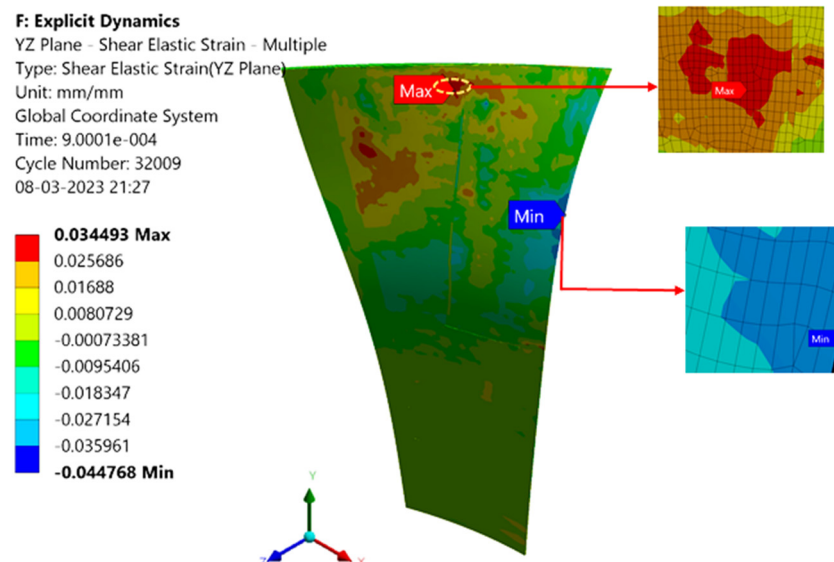 F: Explicit Dynamics
YZ Plane - Shear Elastic Strain - Multiple
Type: Shear Elastic Strain(YZ Plane)
Unit: mm/mm
Global Coordinate System
Time: 9.0001e-004
Cycle Number: 32009
08-03-2023 21:27
0.034493 Max
0.025686
0.01688
0.0080729
-0.00073381
-0.0095406
-0.018347
-0.027154
-0.035961
-0.044768 Min
Max
Min
Max
Min
Y
Z
X